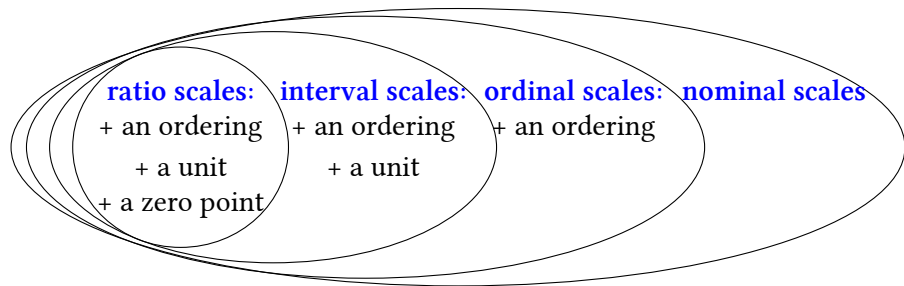 ratio scales: interval scales: ordinal scales: nominal scales
+ an ordering + an ordering + an ordering
+ a unit + a unit
+ a zero point